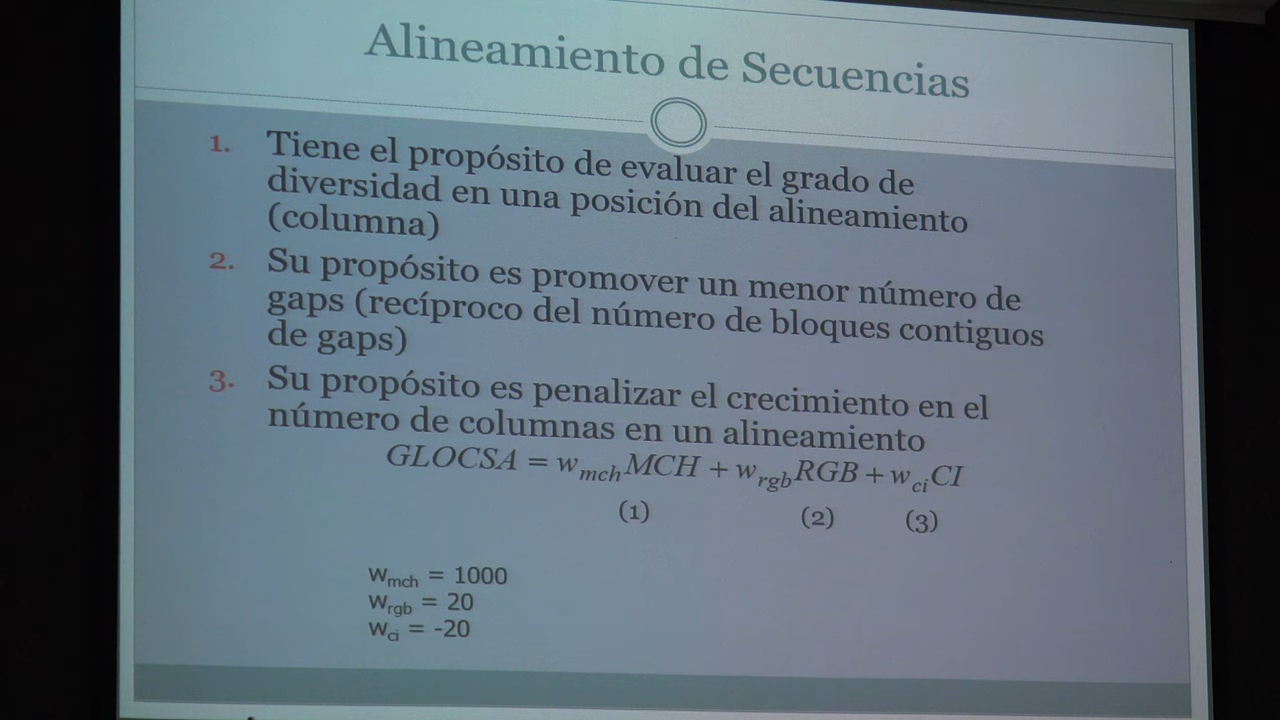 Alineamiento de Secuencias
1. Tiene el propósito de evaluar el grado de
diversidad en una posición del alineamiento
(columna)
2. Su propósito es promover un menor número de
gaps (recíproco del número de bloques contiguos
de gaps)
3. Su propósito es penalizar el crecimiento en el
número de columnas en un alineamiento
GLOCSA = w_mch MCH + w_rgb RGB + w_ci CI
(1) (2) (3)
w_mch = 1000
w_rgb = 20
w_ci = -20